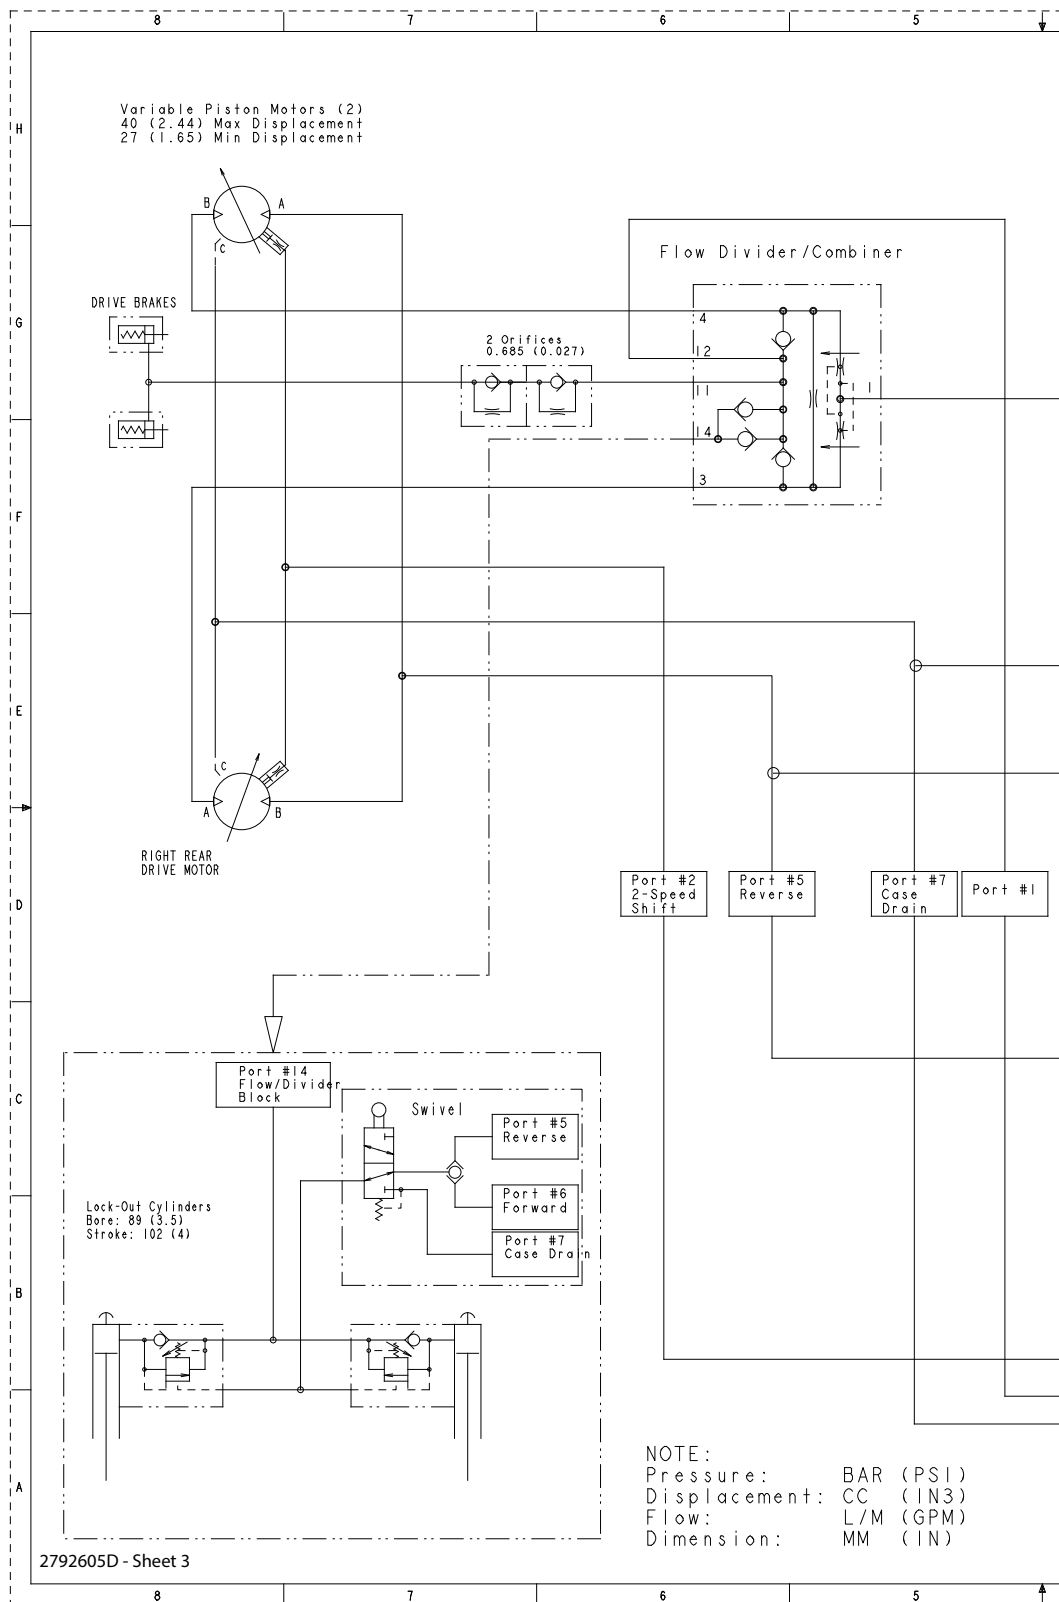 8 7 6 5
H
Variable Piston Motors (2)
40 (2.44) Max Displacement
27 (1.65) Min Displacement
B A
C
Flow Divider/Combiner
DRIVE BRAKES
G
4
2 Orifices
0.685 (0.027)
12
11
1
14
3
F
E
C
A B
RIGHT REAR
DRIVE MOTOR
D
Port #2
2-Speed
Shift
Port #5
Reverse
Port #7
Case
Drain
Port #1
Port #14
Flow/Divider
Block
C
Swivel
Port #5
Reverse
Port #6
Forward
Port #7
Case Drain
Lock-Out Cylinders
Bore: 89 (3.5)
Stroke: 102 (4)
B
A
NOTE:
Pressure: BAR (PSI)
Displacement: CC (IN3)
Flow: L/M (GPM)
Dimension: MM (IN)
2792605D - Sheet 3
8 7 6 5